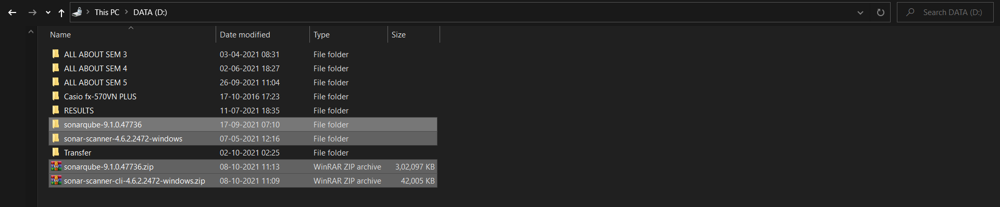 This PC > DATA (D:) Search DATA (D:)
Name Date modified Type Size
ALL ABOUT SEM 3 03-04-2021 08:31 File folder
ALL ABOUT SEM 4 02-06-2021 18:27 File folder
ALL ABOUT SEM 5 26-09-2021 11:04 File folder
Casio fx-570VN PLUS 17-10-2016 17:23 File folder
RESULTS 11-07-2021 18:35 File folder
sonarqube-9.1.0.47736 17-09-2021 07:10 File folder
sonar-scanner-4.6.2.2472-windows 07-05-2021 12:16 File folder
Transfer 02-10-2021 02:25 File folder
sonarqube-9.1.0.47736.zip 08-10-2021 11:13 WinRAR ZIP archive 3,02,097 KB
sonar-scanner-cli-4.6.2.2472-windows.zip 08-10-2021 11:09 WinRAR ZIP archive 42,005 KB